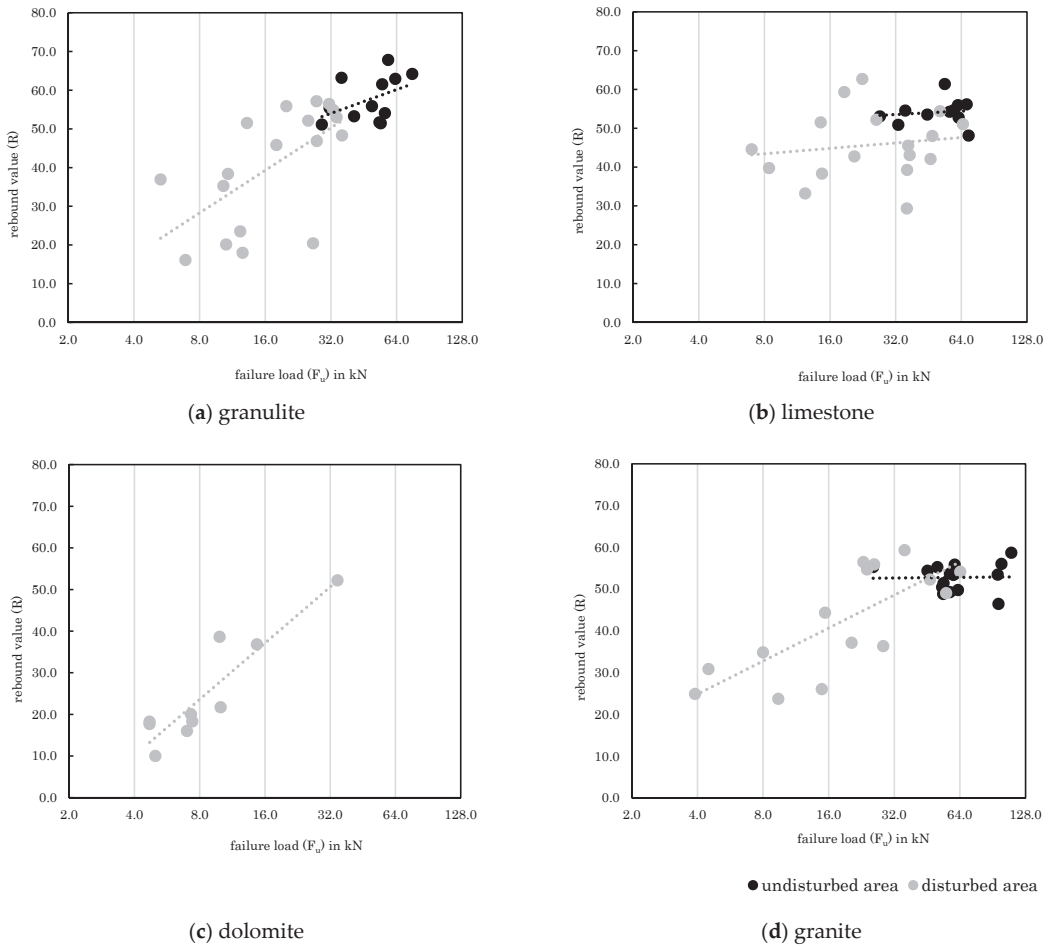 80.0
70.0
60.0
50.0
40.0
30.0
20.0
10.0
0.0
rebound value (R)
2.0 4.0 8.0 16.0 32.0 64.0 128.0
failure load (Fᵤ) in kN
(a) granulite
80.0
70.0
60.0
50.0
40.0
30.0
20.0
10.0
0.0
rebound value (R)
2.0 4.0 8.0 16.0 32.0 64.0 128.0
failure load (Fᵤ) in kN
(b) limestone
80.0
70.0
60.0
50.0
40.0
30.0
20.0
10.0
0.0
rebound value (R)
2.0 4.0 8.0 16.0 32.0 64.0 128.0
failure load (Fᵤ) in kN
(c) dolomite
80.0
70.0
60.0
50.0
40.0
30.0
20.0
10.0
0.0
rebound value (R)
2.0 4.0 8.0 16.0 32.0 64.0 128.0
failure load (Fᵤ) in kN
undisturbed area disturbed area
(d) granite